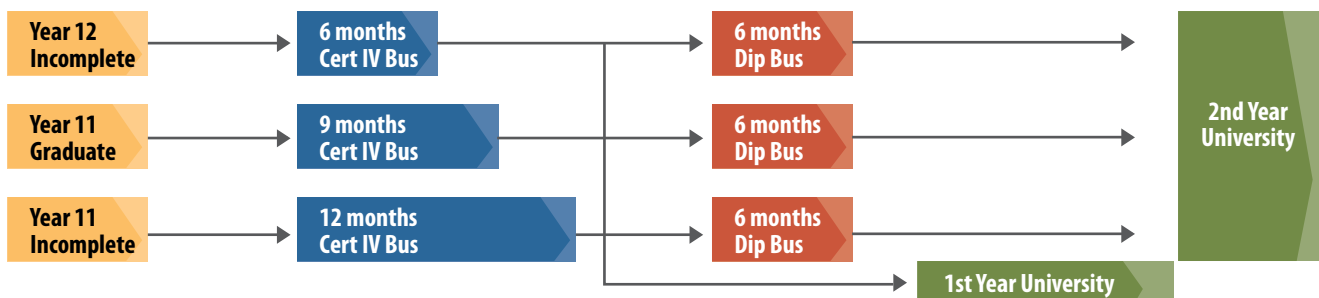 Year 12
Incomplete
6 months
Cert IV Bus
6 months
Dip Bus
Year 11
Graduate
9 months
Cert IV Bus
6 months
Dip Bus
2nd Year
University
Year 11
Incomplete
12 months
Cert IV Bus
6 months
Dip Bus
1st Year University